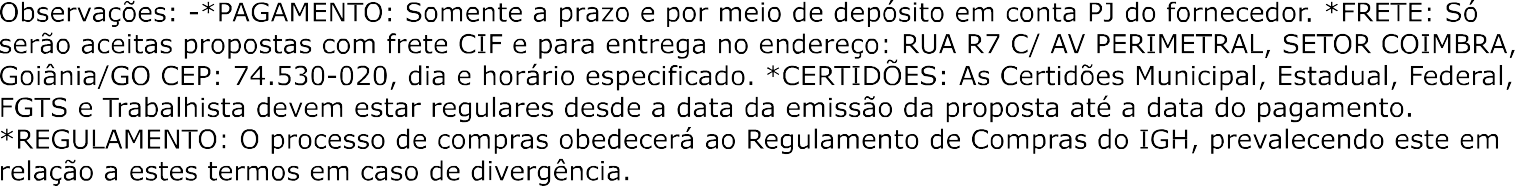 Observações: -*PAGAMENTO: Somente a prazo e por meio de depósito em conta PJ do fornecedor. *FRETE: Só
serão aceitas propostas com frete CIF e para entrega no endereço: RUA R7 C/ AV PERIMETRAL, SETOR COIMBRA,
Goiânia/GO CEP: 74.530-020, dia e horário especificado. *CERTIDÕES: As Certidões Municipal, Estadual, Federal,
FGTS e Trabalhista devem estar regulares desde a data da emissão da proposta até a data do pagamento.
*REGULAMENTO: O processo de compras obedecerá ao Regulamento de Compras do IGH, prevalecendo este em
relação a estes termos em caso de divergência.